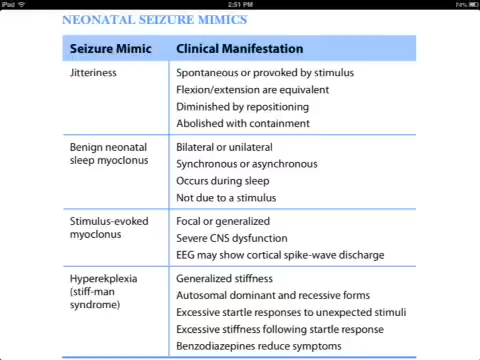 iPad
2:51 PM
74%
NEONATAL SEIZURE MIMICS
Seizure Mimic Clinical Manifestation
Jitteriness Spontaneous or provoked by stimulus
Flexion/extension are equivalent
Diminished by repositioning
Abolished with containment
Benign neonatal Bilateral or unilateral
sleep myoclonus Synchronous or asynchronous
Occurs during sleep
Not due to a stimulus
Stimulus-evoked Focal or generalized
myoclonus Severe CNS dysfunction
EEG may show cortical spike-wave discharge
Hyperekplexia Generalized stiffness
(stiff-man Autosomal dominant and recessive forms
syndrome) Excessive startle responses to unexpected stimuli
Excessive stiffness following startle response
Benzodiazepines reduce symptoms